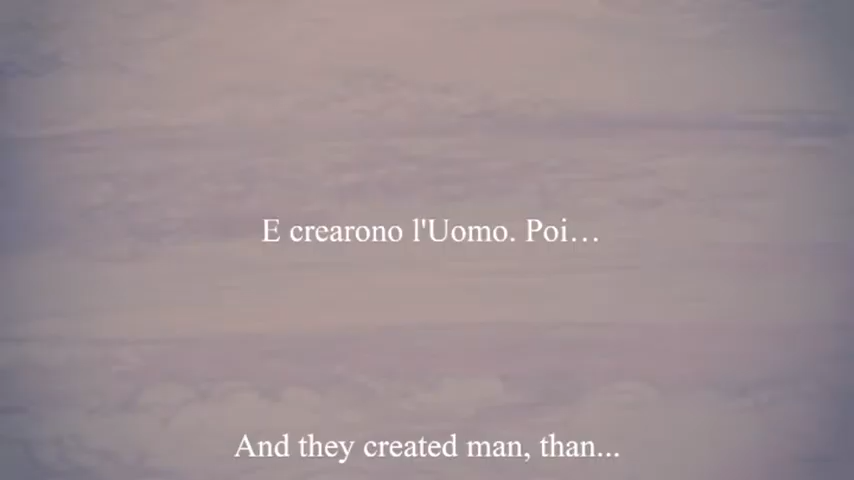 E crearono l'Uomo. Poi…
And they created man, than...